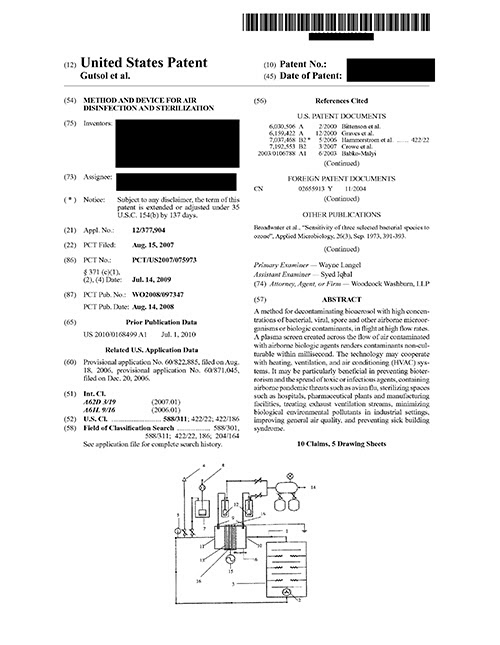 (12) United States Patent
Gutsol et al.
(10) Patent No.:
(45) Date of Patent:
(54) METHOD AND DEVICE FOR AIR
DISINFECTION AND STERILIZATION
(75) Inventors:
(73) Assignee:
( * ) Notice: Subject to any disclaimer, the term of this
patent is extended or adjusted under 35
U.S.C. 154(b) by 137 days.
(21) Appl. No.: 12/377,904
(22) PCT Filed: Aug. 15, 2007
(86) PCT No.: PCT/US2007/075973
§ 371 (c)(1),
(2), (4) Date: Jul. 14, 2009
(87) PCT Pub. No.: WO2008/097347
PCT Pub. Date: Aug. 14, 2008
(65) Prior Publication Data
US 2010/0168499 A1 Jul. 1, 2010
Related U.S. Application Data
(60) Provisional application No. 60/822,885, filed on Aug.
18, 2006, provisional application No. 60/871,045,
filed on Dec. 20, 2006.
(51) Int. Cl.
A62D 3/19 (2007.01)
A61L 9/16 (2006.01)
(52) U.S. Cl. 588/311; 422/22; 422/186
(58) Field of Classification Search 588/301,
588/311; 422/22, 186; 204/164
See application file for complete search history.
(56) References Cited
U.S. PATENT DOCUMENTS
6,030,506 A 2/2000 Bittenson et al.
6,159,422 A 12/2000 Graves et al.
7,037,468 B2 * 5/2006 Hammerstrom et al. 422/22
7,192,553 B2 3/2007 Crowe et al.
2003/0106788 A1 6/2003 Babko-Malyi
(Continued)
FOREIGN PATENT DOCUMENTS
CN 02655913 Y 11/2004
OTHER PUBLICATIONS
Broadwater et al., "Sensitivity of three selected bacterial species to
ozone", Applied Microbiology, 26(3), Sep. 1973, 391-393.
(Continued)
Primary Examiner — Wayne Langel
Assistant Examiner — Syed Iqbal
(74) Attorney, Agent, or Firm — Woodcock Washburn, LLP
(57) ABSTRACT
A method for decontaminating bioaerosol with high concen-
trations of bacterial, viral, spore and other airborne microor-
ganisms or biologic contaminants, in flight at high flow rates.
A plasma screen created across the flow of air contaminated
with airborne biologic agents renders contaminants non-cul-
turable within millisecond. The technology may cooperate
with heating, ventilation, and air conditioning (HVAC) sys-
tems. It may be particularly beneficial in preventing bioter-
rorism and the spread of toxic or infectious agents, containing
airborne pandemic threats such as avian flu, sterilizing spaces
such as hospitals, pharmaceutical plants and manufacturing
facilities, treating exhaust ventilation streams, minimizing
biological environmental pollutants in industrial settings,
improving general air quality, and preventing sick building
syndrome.
10 Claims, 5 Drawing Sheets